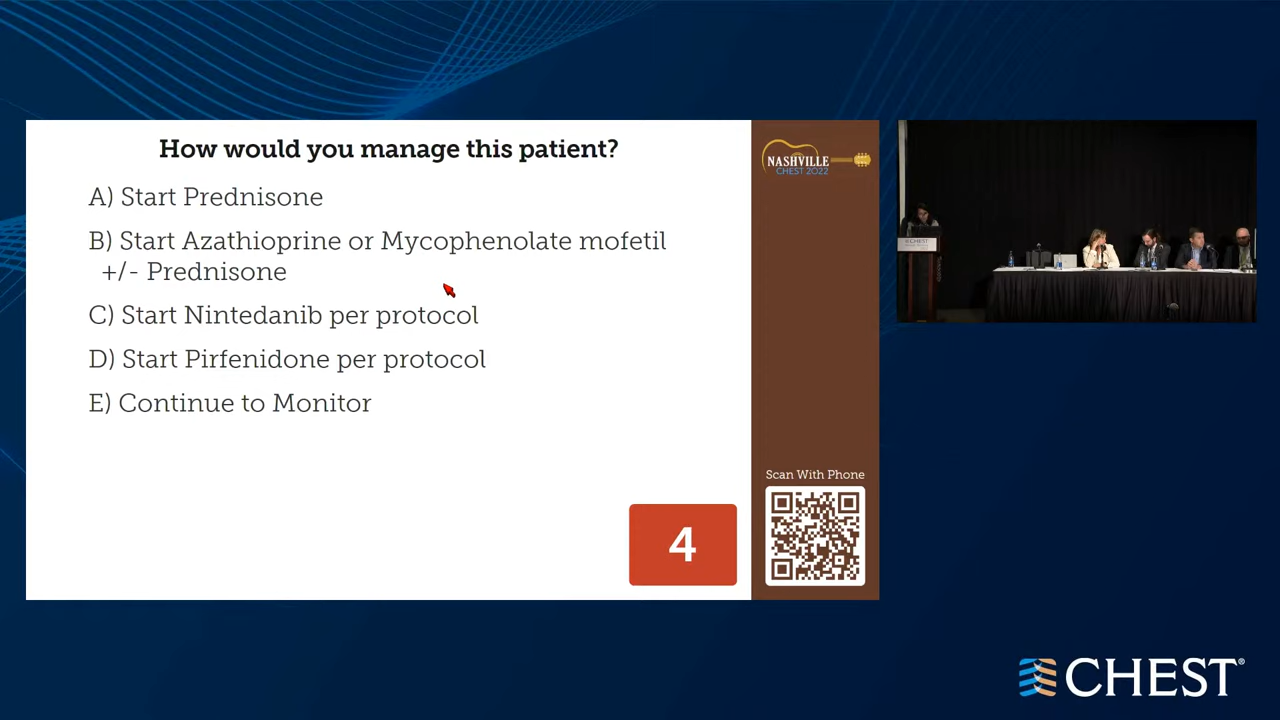 How would you manage this patient?
A) Start Prednisone
B) Start Azathioprine or Mycophenolate mofetil
+/- Prednisone
C) Start Nintedanib per protocol
D) Start Pirfenidone per protocol
E) Continue to Monitor
4
NASHVILLE
CHEST 2022
Scan With Phone
CHEST
CHEST®